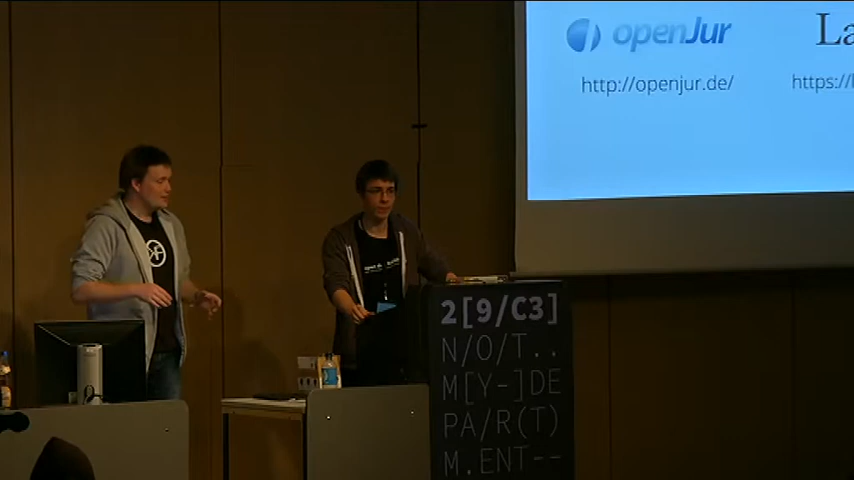 openJur
La
http://openjur.de/
https://l
2[9/C3]
N/O/T..
M[Y-]DE
PA/R(T)
M.ENT--